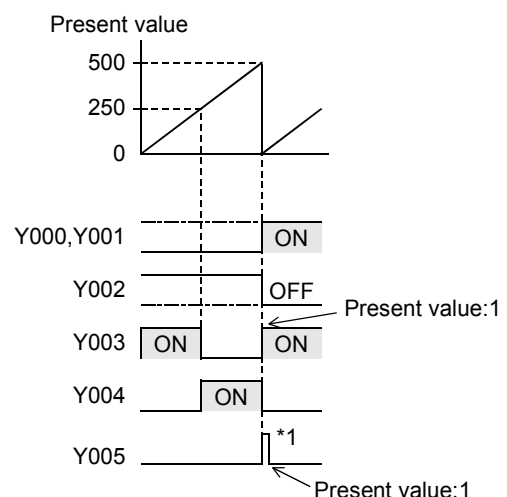 Present value
500
250
0
Y000,Y001
ON
Y002
OFF
Present value:1
Y003
ON
ON
Y004
ON
Y005
*1
Present value:1